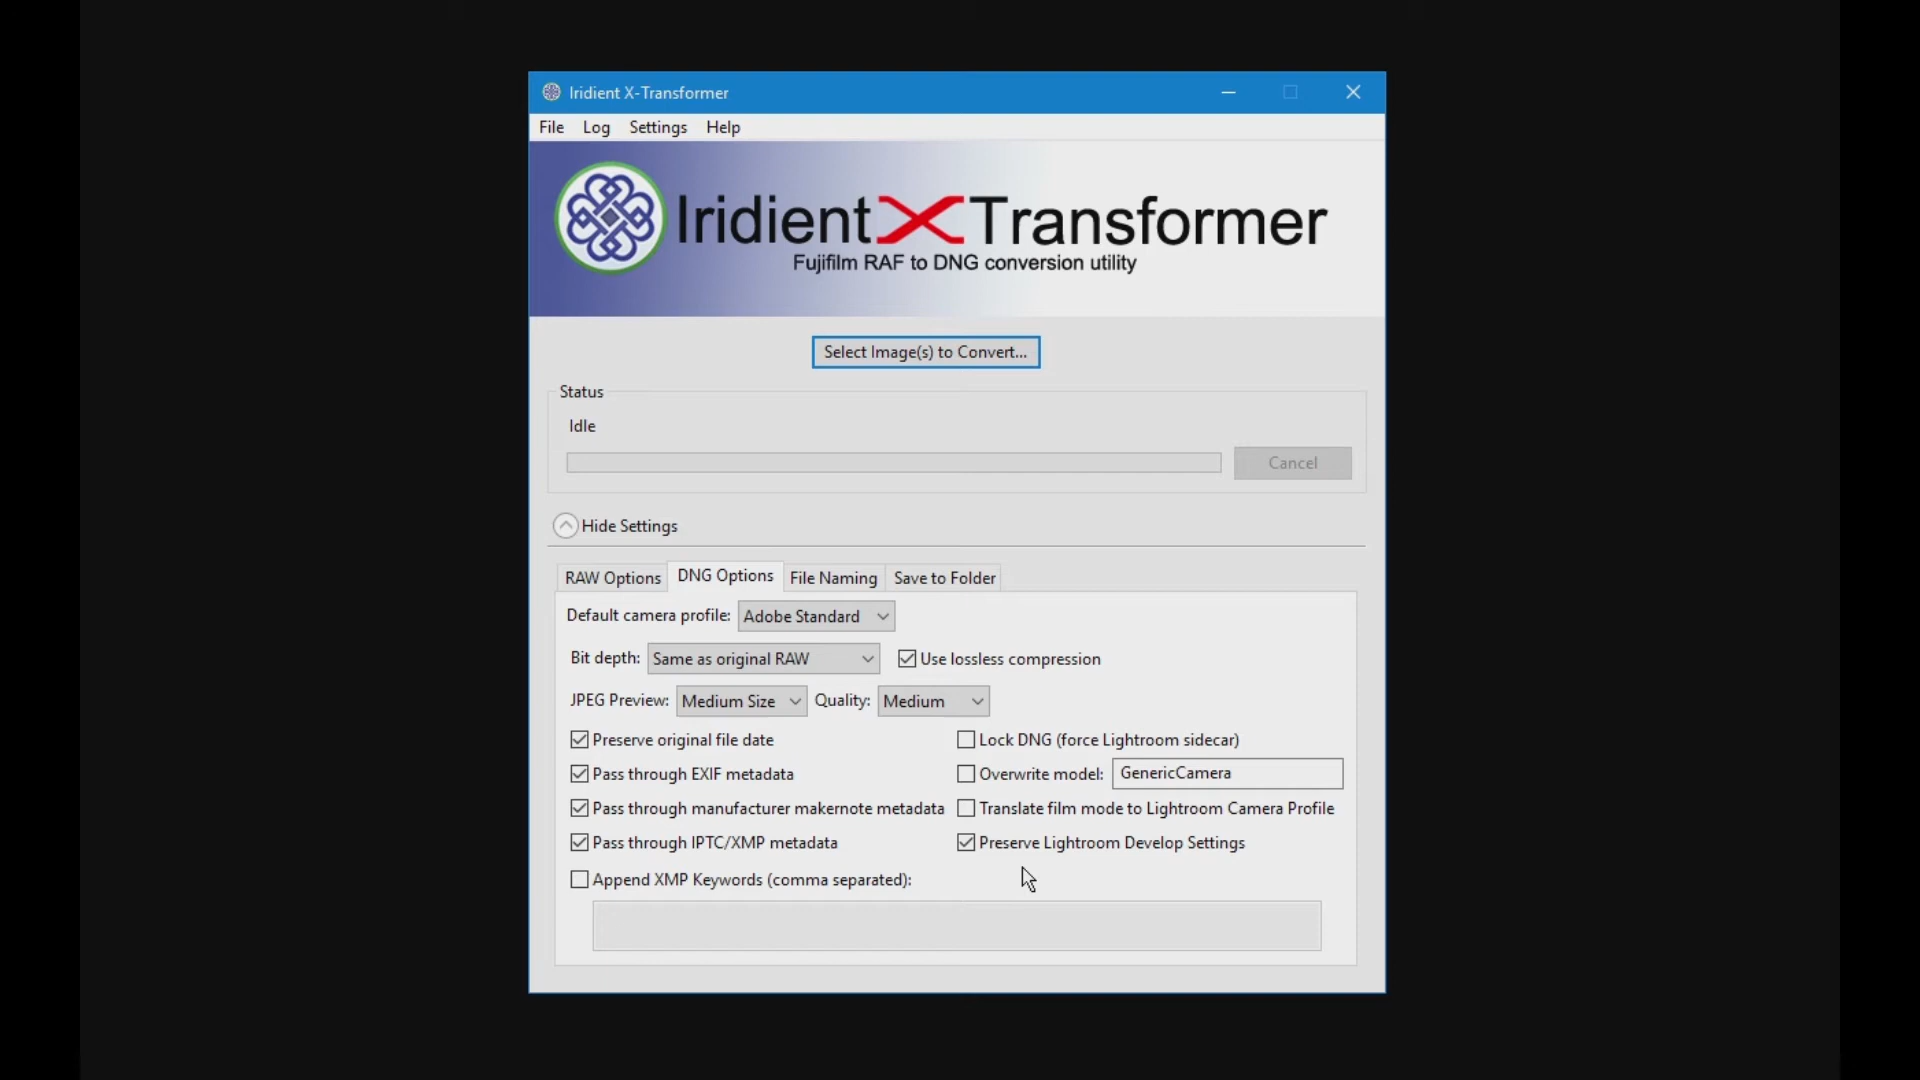 Iridient X-Transformer
File Log Settings Help
Iridient X Transformer
Fujifilm RAF to DNG conversion utility
Select Image(s) to Convert...
Status
Idle
Cancel
Hide Settings
RAW Options DNG Options File Naming Save to Folder
Default camera profile: Adobe Standard
Bit depth: Same as original RAW Use lossless compression
JPEG Preview: Medium Size Quality: Medium
Preserve original file date Lock DNG (force Lightroom sidecar)
Pass through EXIF metadata Overwrite model: GenericCamera
Pass through manufacturer makernote metadata Translate film mode to Lightroom Camera Profile
Pass through IPTC/XMP metadata Preserve Lightroom Develop Settings
Append XMP Keywords (comma separated):